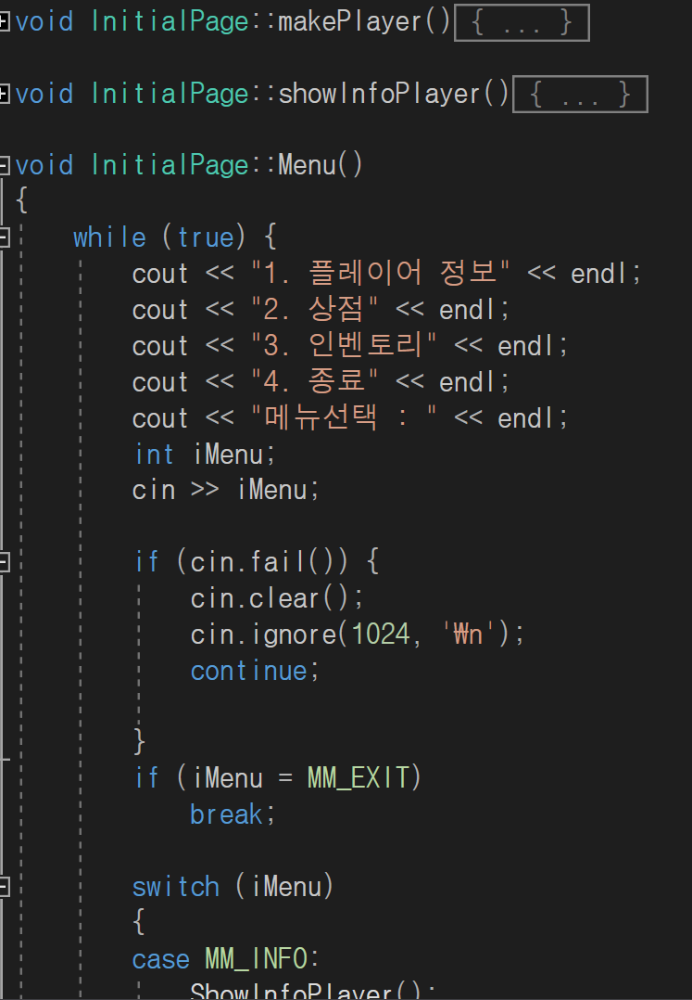 void InitialPage::makePlayer(){ ... }
void InitialPage::showInfoPlayer(){ ... }
void InitialPage::Menu()
{
while (true) {
cout << "1. 플레이어 정보" << endl;
cout << "2. 상점" << endl;
cout << "3. 인벤토리" << endl;
cout << "4. 종료" << endl;
cout << "메뉴선택 : " << endl;
int iMenu;
cin >> iMenu;
if (cin.fail()) {
cin.clear();
cin.ignore(1024, '₩n');
continue;
}
if (iMenu = MM_EXIT)
break;
switch (iMenu)
{
case MM_INFO:
ShowInfoPlayer();